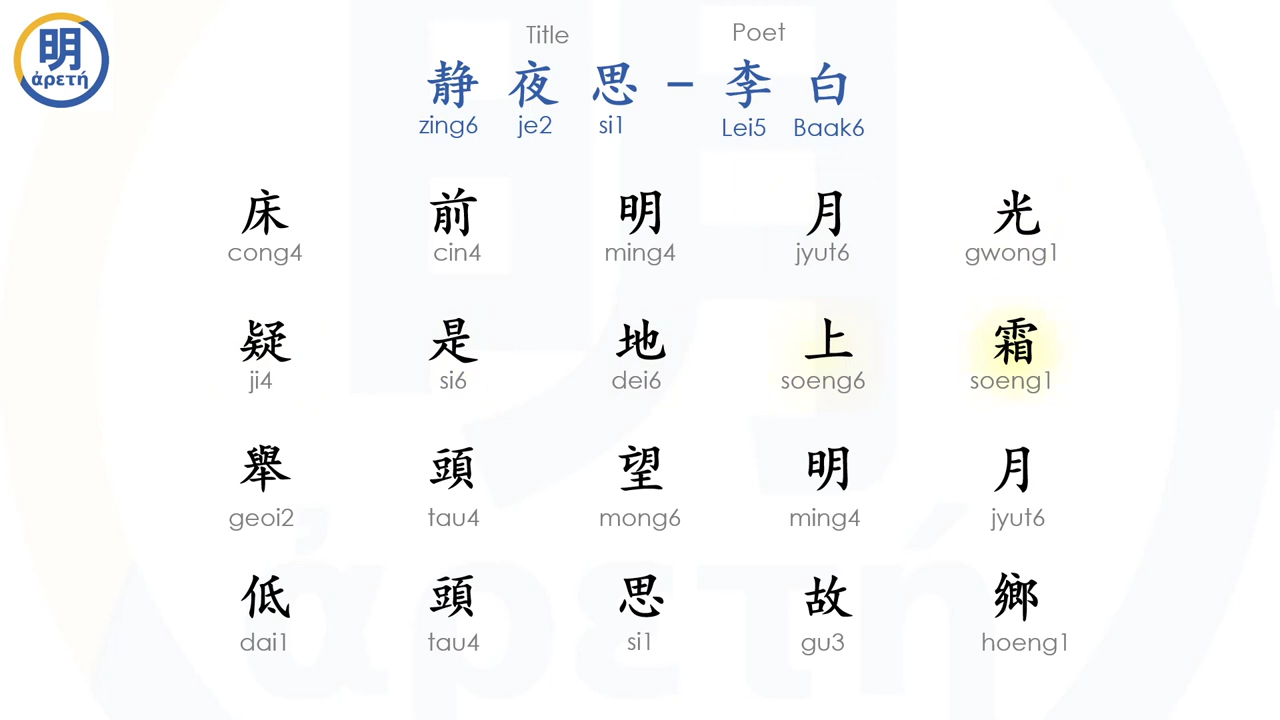 明
ἀρετή
Title Poet
静夜思 – 李白
zing6 je2 si1 Lei5 Baak6
床 前 明 月 光
cong4 cin4 ming4 jyut6 gwong1
疑 是 地 上 霜
ji4 si6 dei6 soeng6 soeng1
舉 頭 望 明 月
geoi2 tau4 mong6 ming4 jyut6
低 頭 思 故 鄉
dai1 tau4 si1 gu3 hoeng1